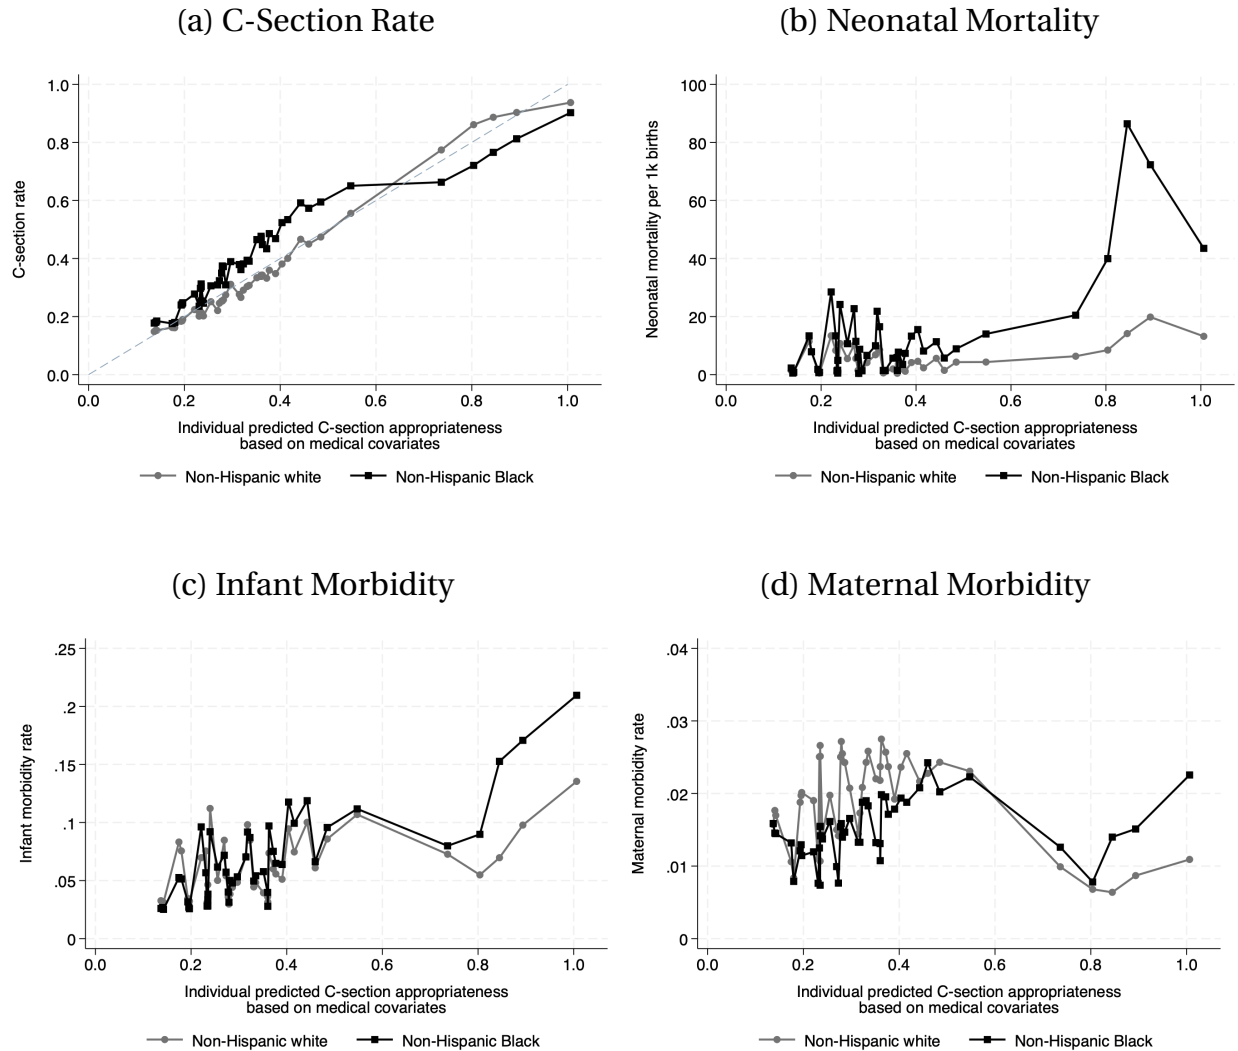 (a) C-Section Rate
1.0
0.8
0.6
0.4
0.2
0.0
C-section rate
0.0 0.2 0.4 0.6 0.8 1.0
Individual predicted C-section appropriateness
based on medical covariates
Non-Hispanic white Non-Hispanic Black
(b) Neonatal Mortality
100
80
60
40
20
0
Neonatal mortality per 1k births
0.0 0.2 0.4 0.6 0.8 1.0
Individual predicted C-section appropriateness
based on medical covariates
Non-Hispanic white Non-Hispanic Black
(c) Infant Morbidity
.25
.2
.15
.1
.05
0
Infant morbidity rate
0.0 0.2 0.4 0.6 0.8 1.0
Individual predicted C-section appropriateness
based on medical covariates
Non-Hispanic white Non-Hispanic Black
(d) Maternal Morbidity
.04
.03
.02
.01
0
Maternal morbidity rate
0.0 0.2 0.4 0.6 0.8 1.0
Individual predicted C-section appropriateness
based on medical covariates
Non-Hispanic white Non-Hispanic Black